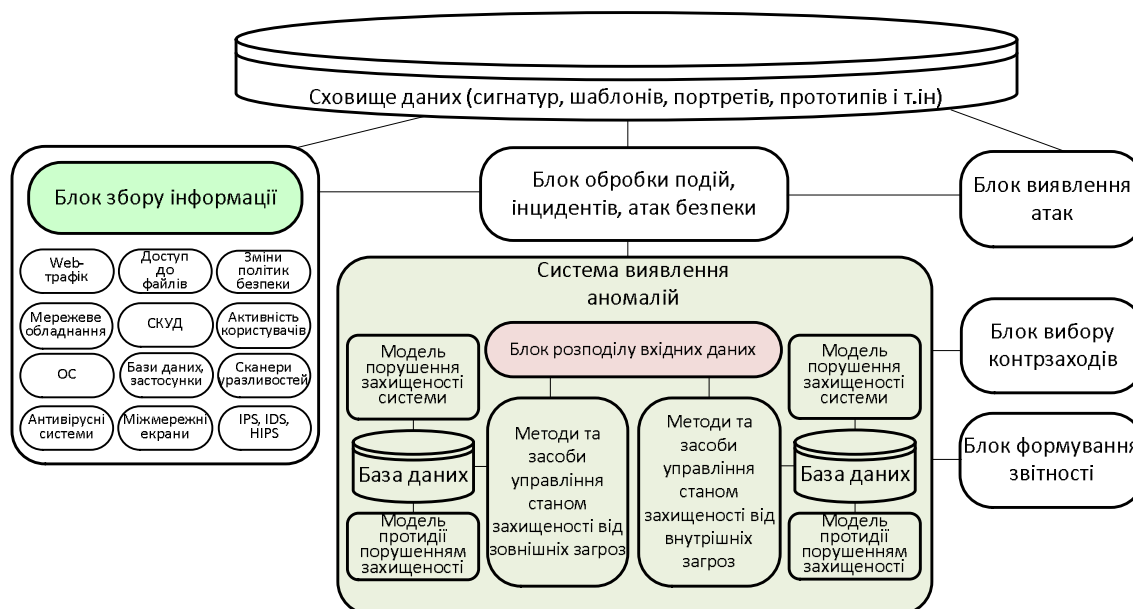 Сховище даних (сигнатур, шаблонів, портретів, прототипів і т.ін)
Блок збору інформації
Web-
трафік
Доступ
до
файлів
Зміни
політик
безпеки
Мережеве
обладнання
СКУД
Активність
користувачів
ОС
Бази даних,
застосунки
Сканери
уразливостей
Антивірусні
системи
Міжмережні
екрани
IPS, IDS,
HIPS
Блок обробки подій,
інцидентів, атак безпеки
Блок виявлення
атак
Система виявлення
аномалій
Блок розподілу вхідних даних
Модель
порушення
захищеності
системи
База даних
Модель
протидії
порушенням
захищеності
Методи та
засоби
управління
станом
захищеності від
зовнішніх загроз
Методи та
засоби
управління
станом
захищеності від
внутрішніх
загроз
Модель
порушення
захищеності
системи
База даних
Модель
протидії
порушенням
захищеності
Блок вибору
контрзаходів
Блок формування
звітності